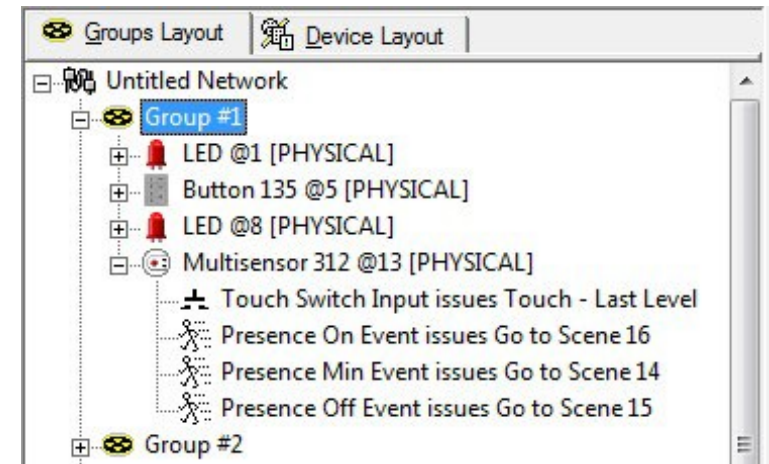 Groups Layout Device Layout
Untitled Network
Group #1
LED @1 [PHYSICAL]
Button 135 @5 [PHYSICAL]
LED @8 [PHYSICAL]
Multisensor 312 @13 [PHYSICAL]
Touch Switch Input issues Touch - Last Level
Presence On Event issues Go to Scene 16
Presence Min Event issues Go to Scene 14
Presence Off Event issues Go to Scene 15
Group #2